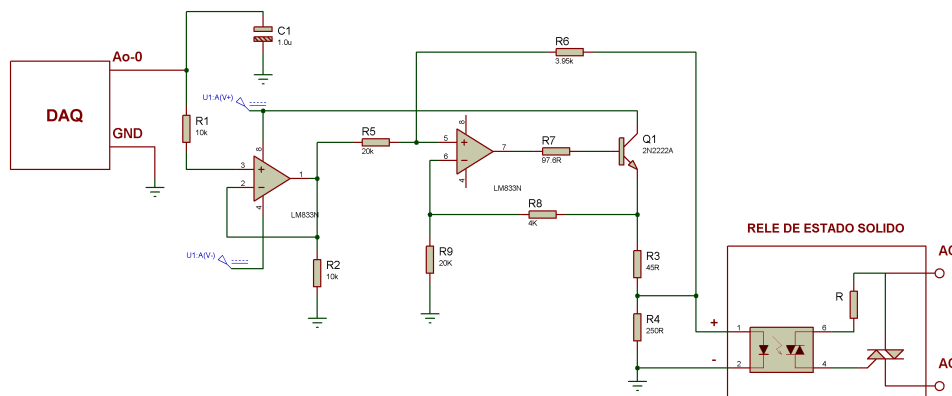 DAQ
Ao-0
GND
C1
1.0u
R1
10k
U1:A(V+)
3
2
8
4
1
LM833N
U1:A(V-)
R2
10k
R5
20k
R6
3.95k
5
6
8
4
7
LM833N
R7
97.6R
Q1
2N2222A
R8
4K
R9
20K
R3
45R
R4
250R
RELE DE ESTADO SOLIDO
+
-
1
2
6
4
R
AC
AC